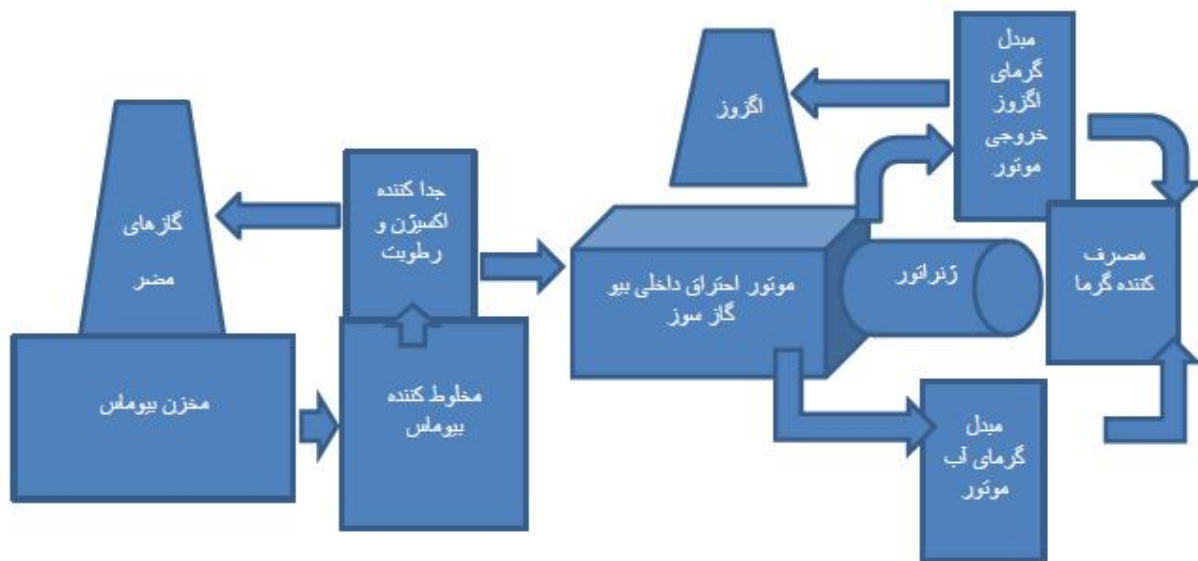 مبدل
گرمای
اگزوز
خروجی
موتور
اگزوز
گازهای
مضر
جدا کننده
اکسیژن و
رطوبت
مصرف
کننده گرما
ژنراتور
موتور احتراق داخلی بیو
گاز سوز
مخزن بیوماس
مخلوط کننده
بیوماس
مبدل
گرمای آب
موتور